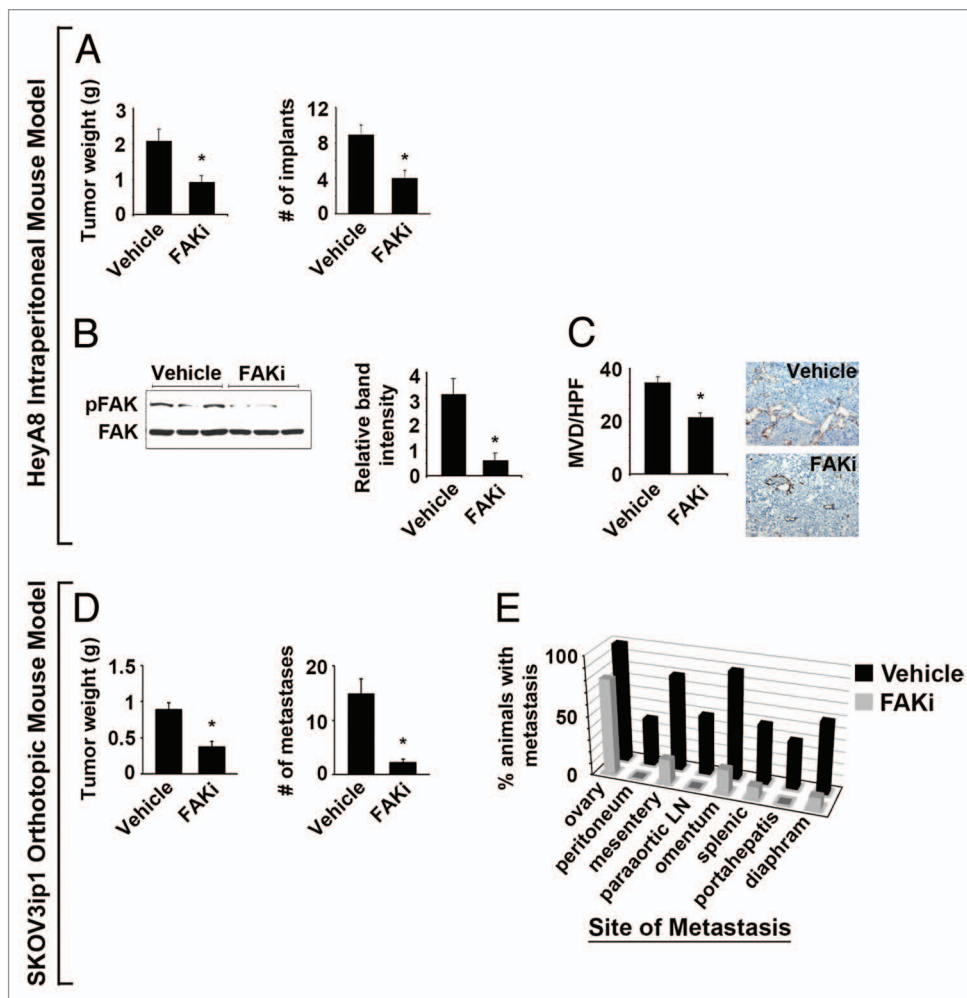 HeyA8 Intraperitoneal Mouse Model
A
Tumor weight (g)
3
2
1
0
Vehicle
FAKi
*
# of implants
12
8
4
0
Vehicle
FAKi
*
B
Vehicle FAKi
pFAK
FAK
Relative band
intensity
4
3
2
1
0
Vehicle
FAKi
*
C
MVD/HPF
40
20
0
Vehicle
FAKi
*
Vehicle
FAKi
SKOV3ip1 Orthotopic Mouse Model
D
Tumor weight (g)
1.5
1
0.5
0
Vehicle
FAKi
*
# of metastases
20
10
0
Vehicle
FAKi
*
E
% animals with
metastasis
100
50
0
ovary
peritoneum
mesentery
paraaortic LN
omentum
splenic
portahepatis
diaphram
Site of Metastasis
Vehicle
FAKi